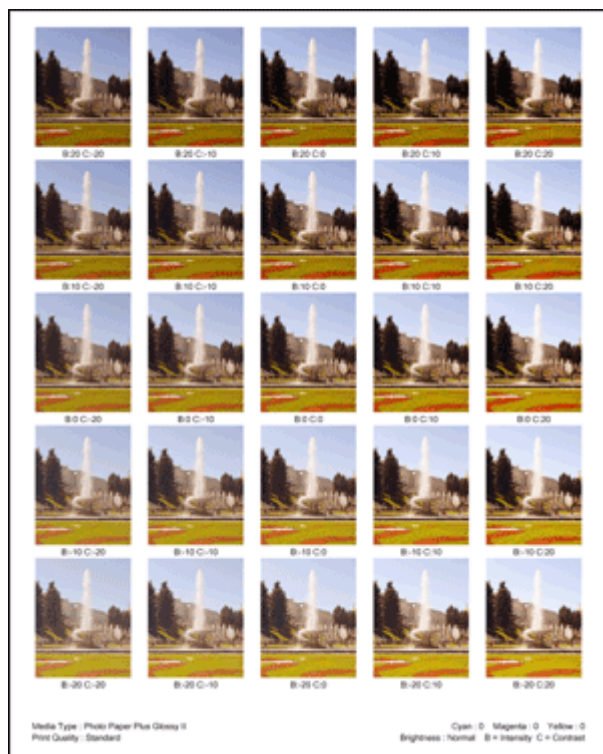 B:20 C:-20 B:20 C:-10 B:20 C:0 B:20 C:10 B:20 C:20
B:10 C:-20 B:10 C:-10 B:10 C:0 B:10 C:10 B:10 C:20
B:0 C:-20 B:0 C:-10 B:0 C:0 B:0 C:10 B:0 C:20
B:-10 C:-20 B:-10 C:-10 B:-10 C:0 B:-10 C:10 B:-10 C:20
B:-20 C:-20 B:-20 C:-10 B:-20 C:0 B:-20 C:10 B:-20 C:20
Media Type : Photo Paper Plus Glossy II
Print Quality : Standard
Cyan : 0 Magenta : 0 Yellow : 0
Brightness : Normal B = Intensity C = Contrast